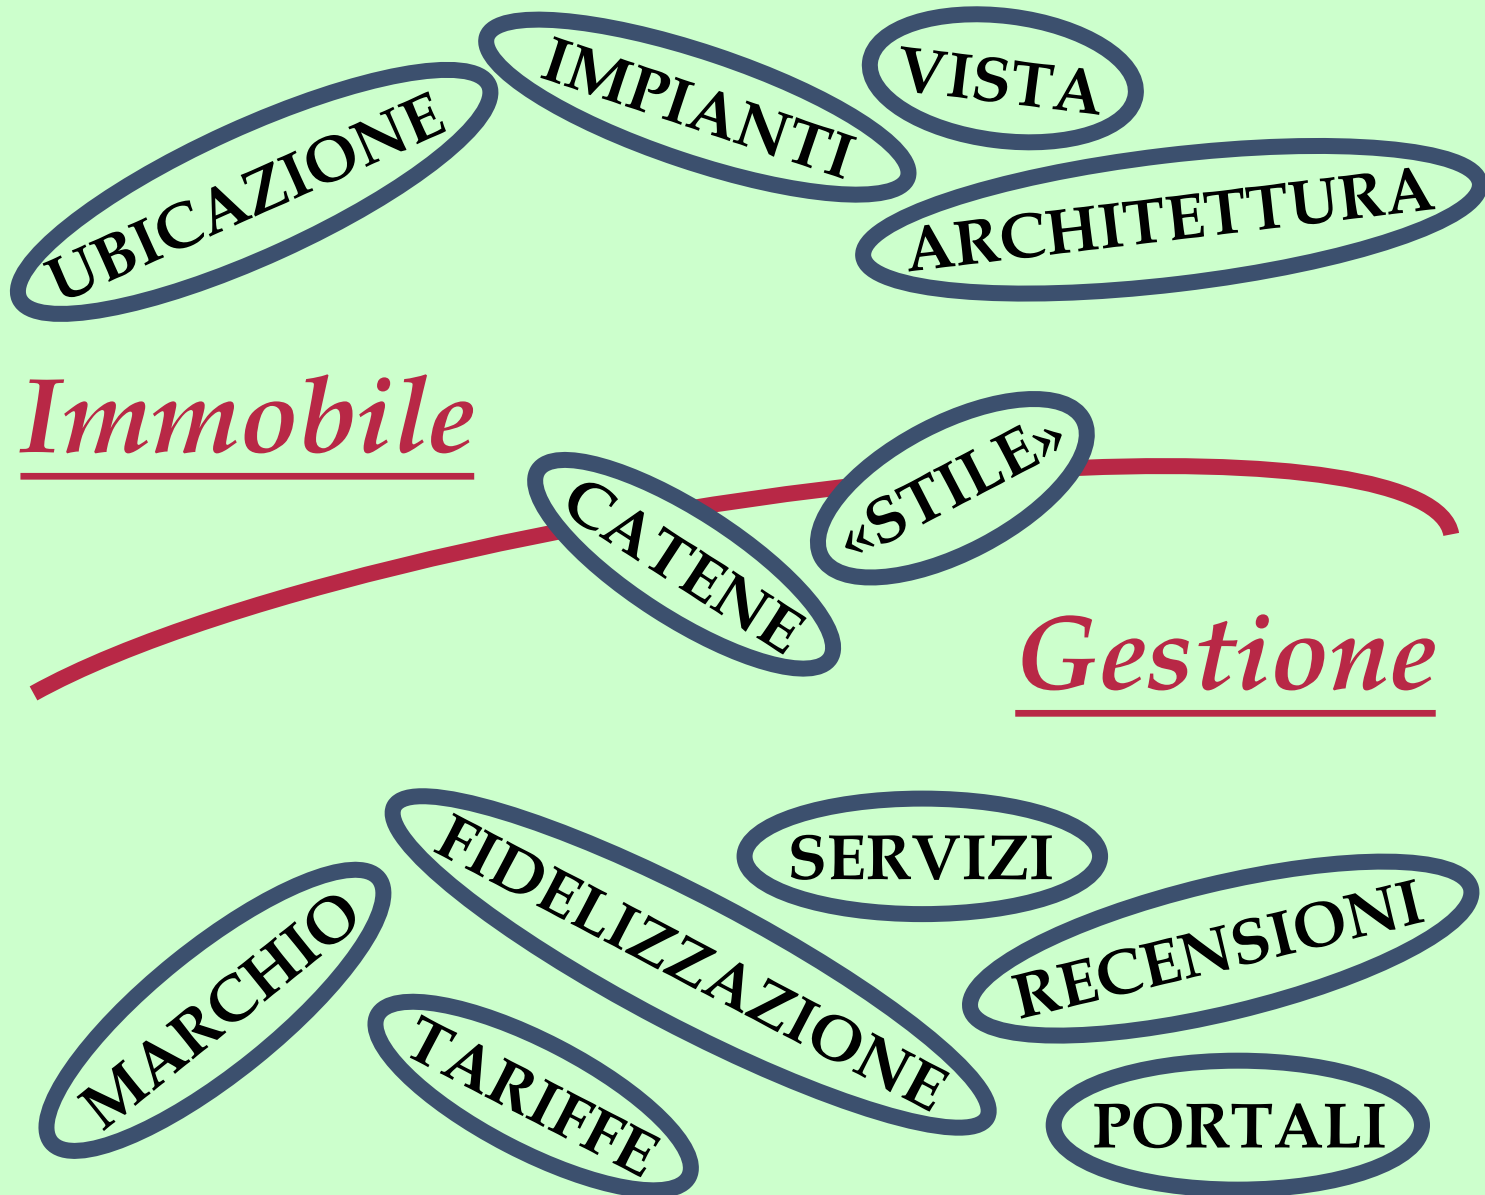 UBICAZIONE
IMPIANTI
VISTA
ARCHITETTURA
Immobile
CATENE
«STILE»
Gestione
MARCHIO
FIDELIZZAZIONE
SERVIZI
RECENSIONI
TARIFFE
PORTALI